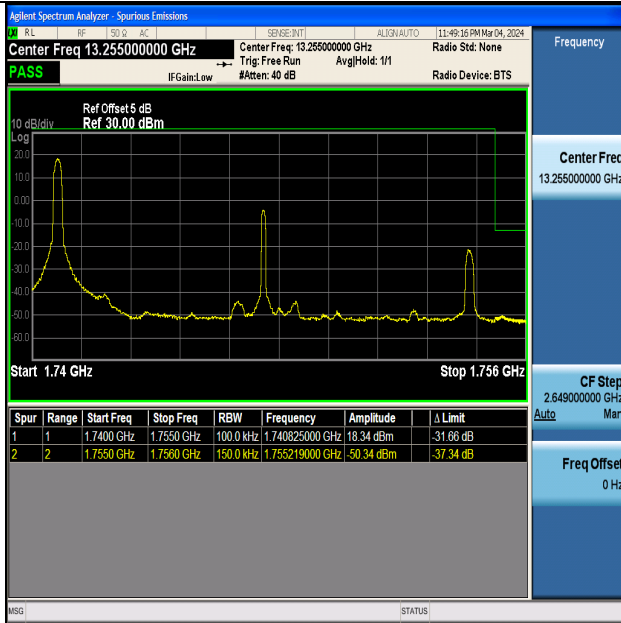 Agilent Spectrum Analyzer - Spurious Emissions
RL RF 50 Ω AC SENSE:INT ALIGN AUTO 11:49:16 PM Mar 04, 2024
Center Freq 13.255000000 GHz
Center Freq: 13.255000000 GHz
Radio Std: None
Trig: Free Run Avg|Hold: 1/1
PASS
IFGain:Low
#Atten: 40 dB
Radio Device: BTS
Ref Offset 5 dB
10 dB/div Ref 30.00 dBm
Log
20.0
10.0
0.00
-10.0
-20.0
-30.0
-40.0
-50.0
-60.0
Start 1.74 GHz Stop 1.756 GHz
Spur Range Start Freq Stop Freq RBW Frequency Amplitude Δ Limit
1 1 1.7400 GHz 1.7550 GHz 100.0 kHz 1.740825000 GHz 18.34 dBm -31.66 dB
2 2 1.7550 GHz 1.7560 GHz 150.0 kHz 1.755219000 GHz -50.34 dBm -37.34 dB
MSG STATUS
Frequency
Center Freq
13.255000000 GHz
CF Step
2.649000000 GHz
Auto Man
Freq Offset
0 Hz